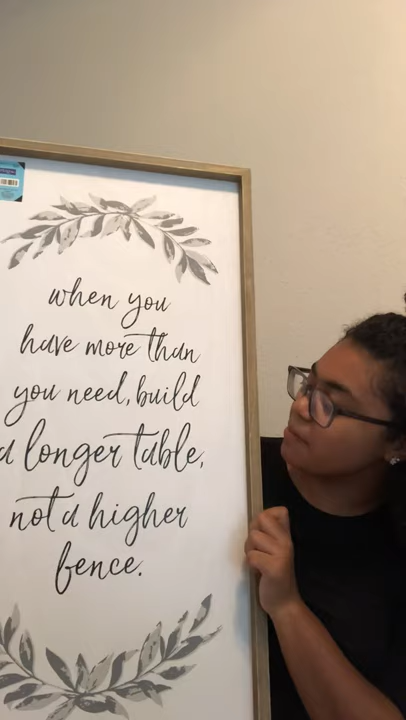 when you
have more than
you need, build
a longer table,
not a higher
fence.